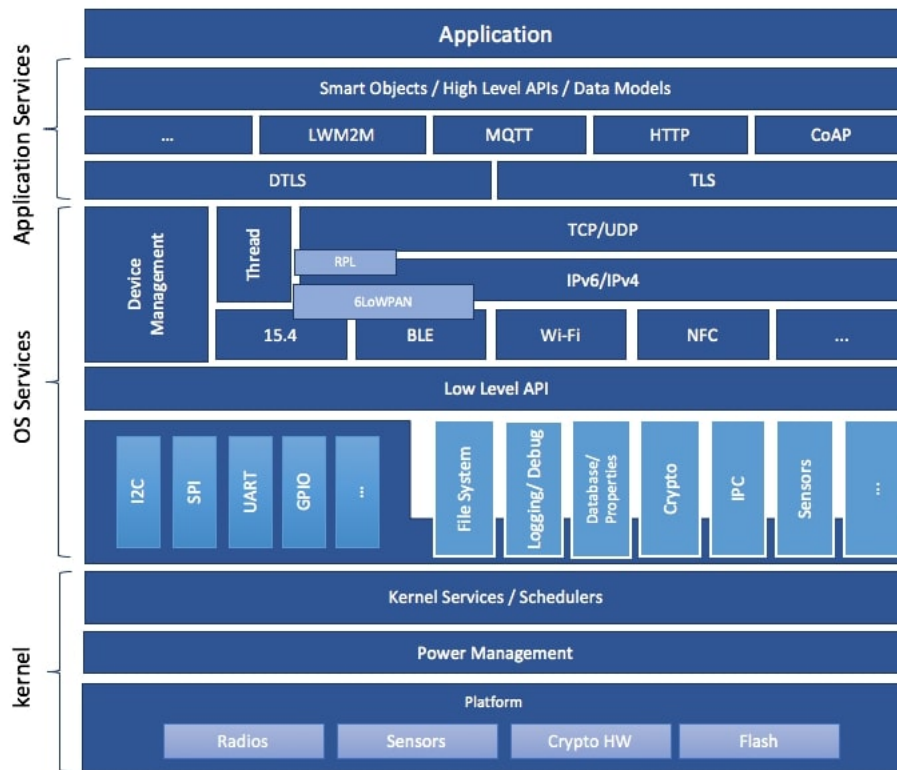 Application
Application Services
Smart Objects / High Level APIs / Data Models
...
LWM2M
MQTT
HTTP
CoAP
DTLS
TLS
OS Services
Device
Management
Thread
TCP/UDP
RPL
IPv6/IPv4
6LoWPAN
15.4
BLE
Wi-Fi
NFC
...
Low Level API
I2C
SPI
UART
GPIO
...
File System
Logging/ Debug
Database/
Properties
Crypto
IPC
Sensors
...
kernel
Kernel Services / Schedulers
Power Management
Platform
Radios
Sensors
Crypto HW
Flash